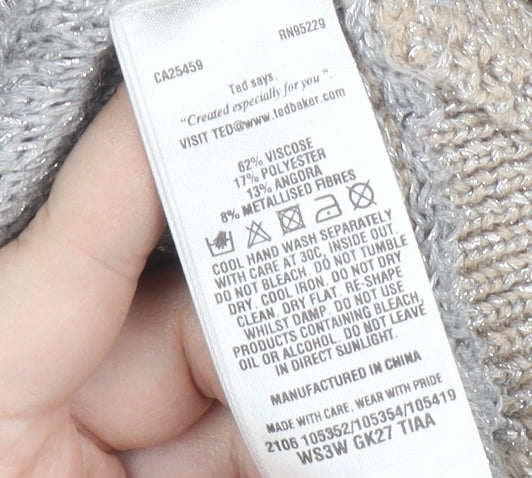 CA25459 RN95229
Ted says,
"Created especially for you".
VISIT TED@www.tedbaker.com
62% VISCOSE
17% POLYESTER
13% ANGORA
8% METALLISED FIBRES
COOL HAND WASH SEPARATELY
WITH CARE AT 30C, INSIDE OUT.
DO NOT BLEACH. DO NOT TUMBLE
DRY. COOL IRON. DO NOT DRY
CLEAN. DRY FLAT. RE-SHAPE
WHILST DAMP. DO NOT USE
PRODUCTS CONTAINING BLEACH,
OIL OR ALCOHOL. DO NOT LEAVE
IN DIRECT SUNLIGHT.
MANUFACTURED IN CHINA
MADE WITH CARE, WEAR WITH PRIDE
2106 105352/105354/105419
WS3W GK27 TIAA